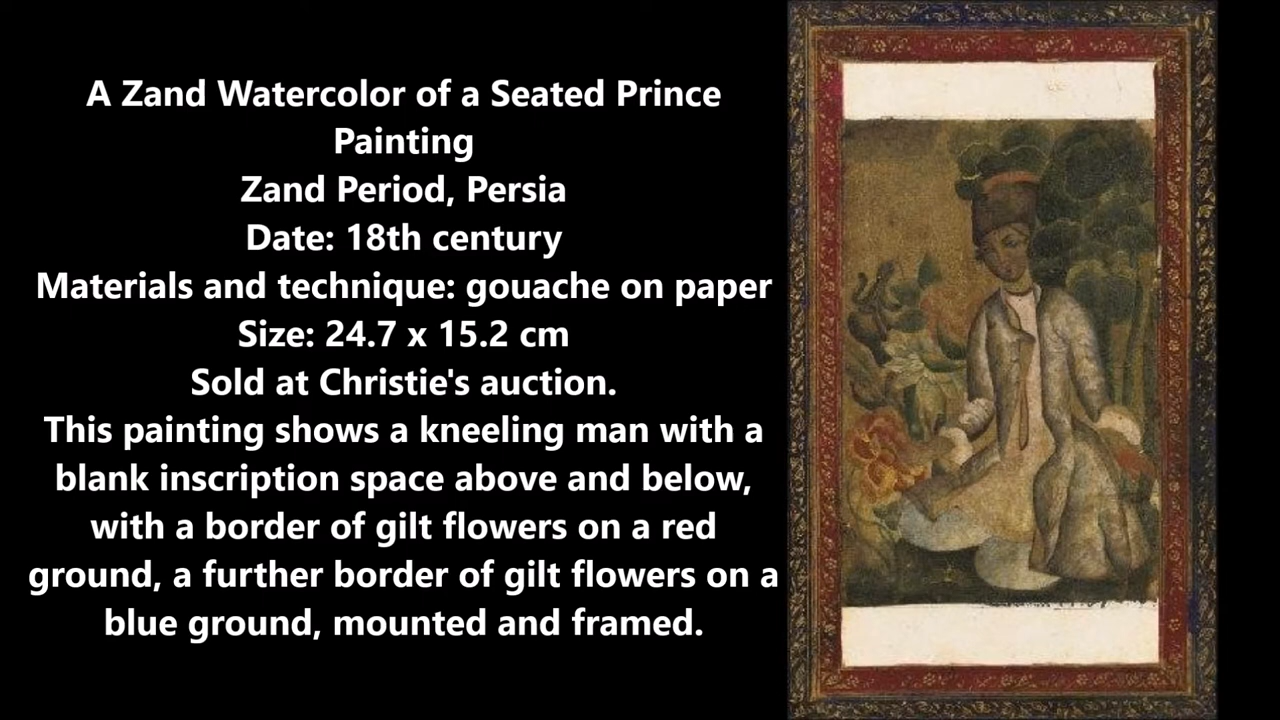 A Zand Watercolor of a Seated Prince
Painting
Zand Period, Persia
Date: 18th century
Materials and technique: gouache on paper
Size: 24.7 x 15.2 cm
Sold at Christie's auction.
This painting shows a kneeling man with a
blank inscription space above and below,
with a border of gilt flowers on a red
ground, a further border of gilt flowers on a
blue ground, mounted and framed.